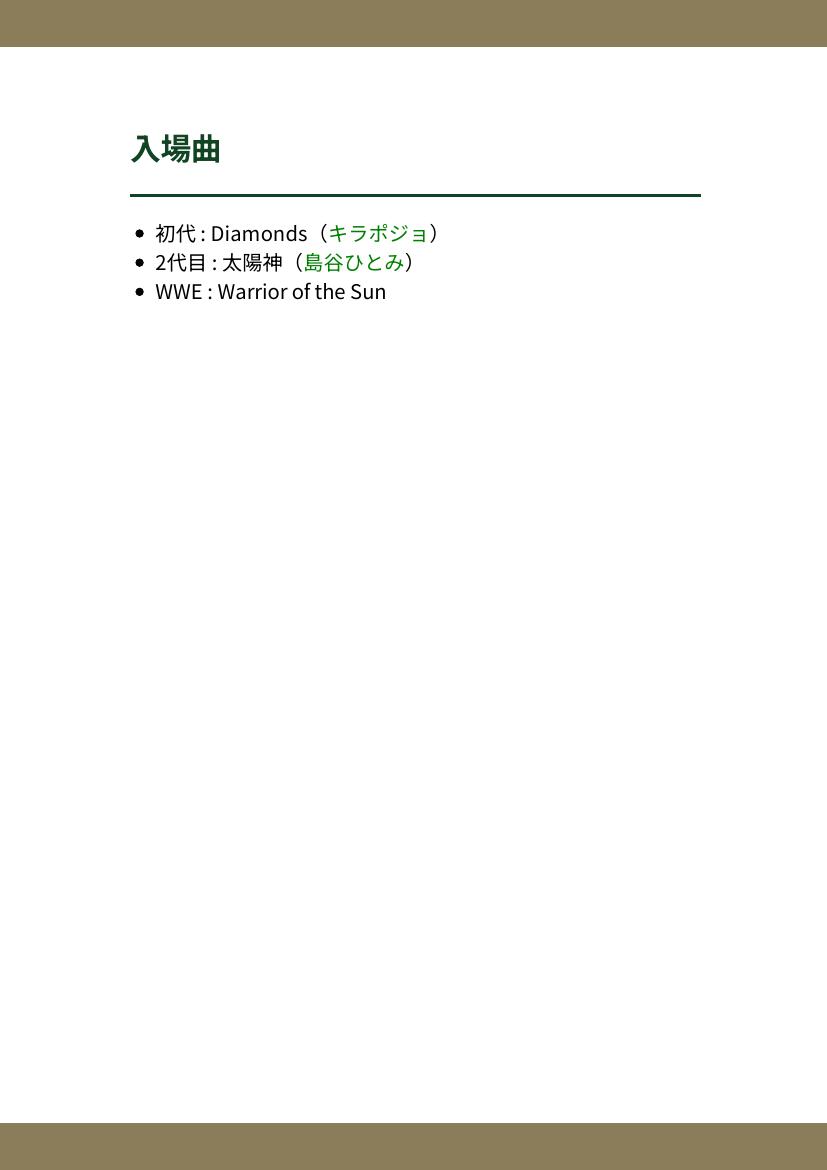 入場曲
初代 : Diamonds（キラポジョ）
2代目 : 太陽神（島谷ひとみ）
WWE : Warrior of the Sun